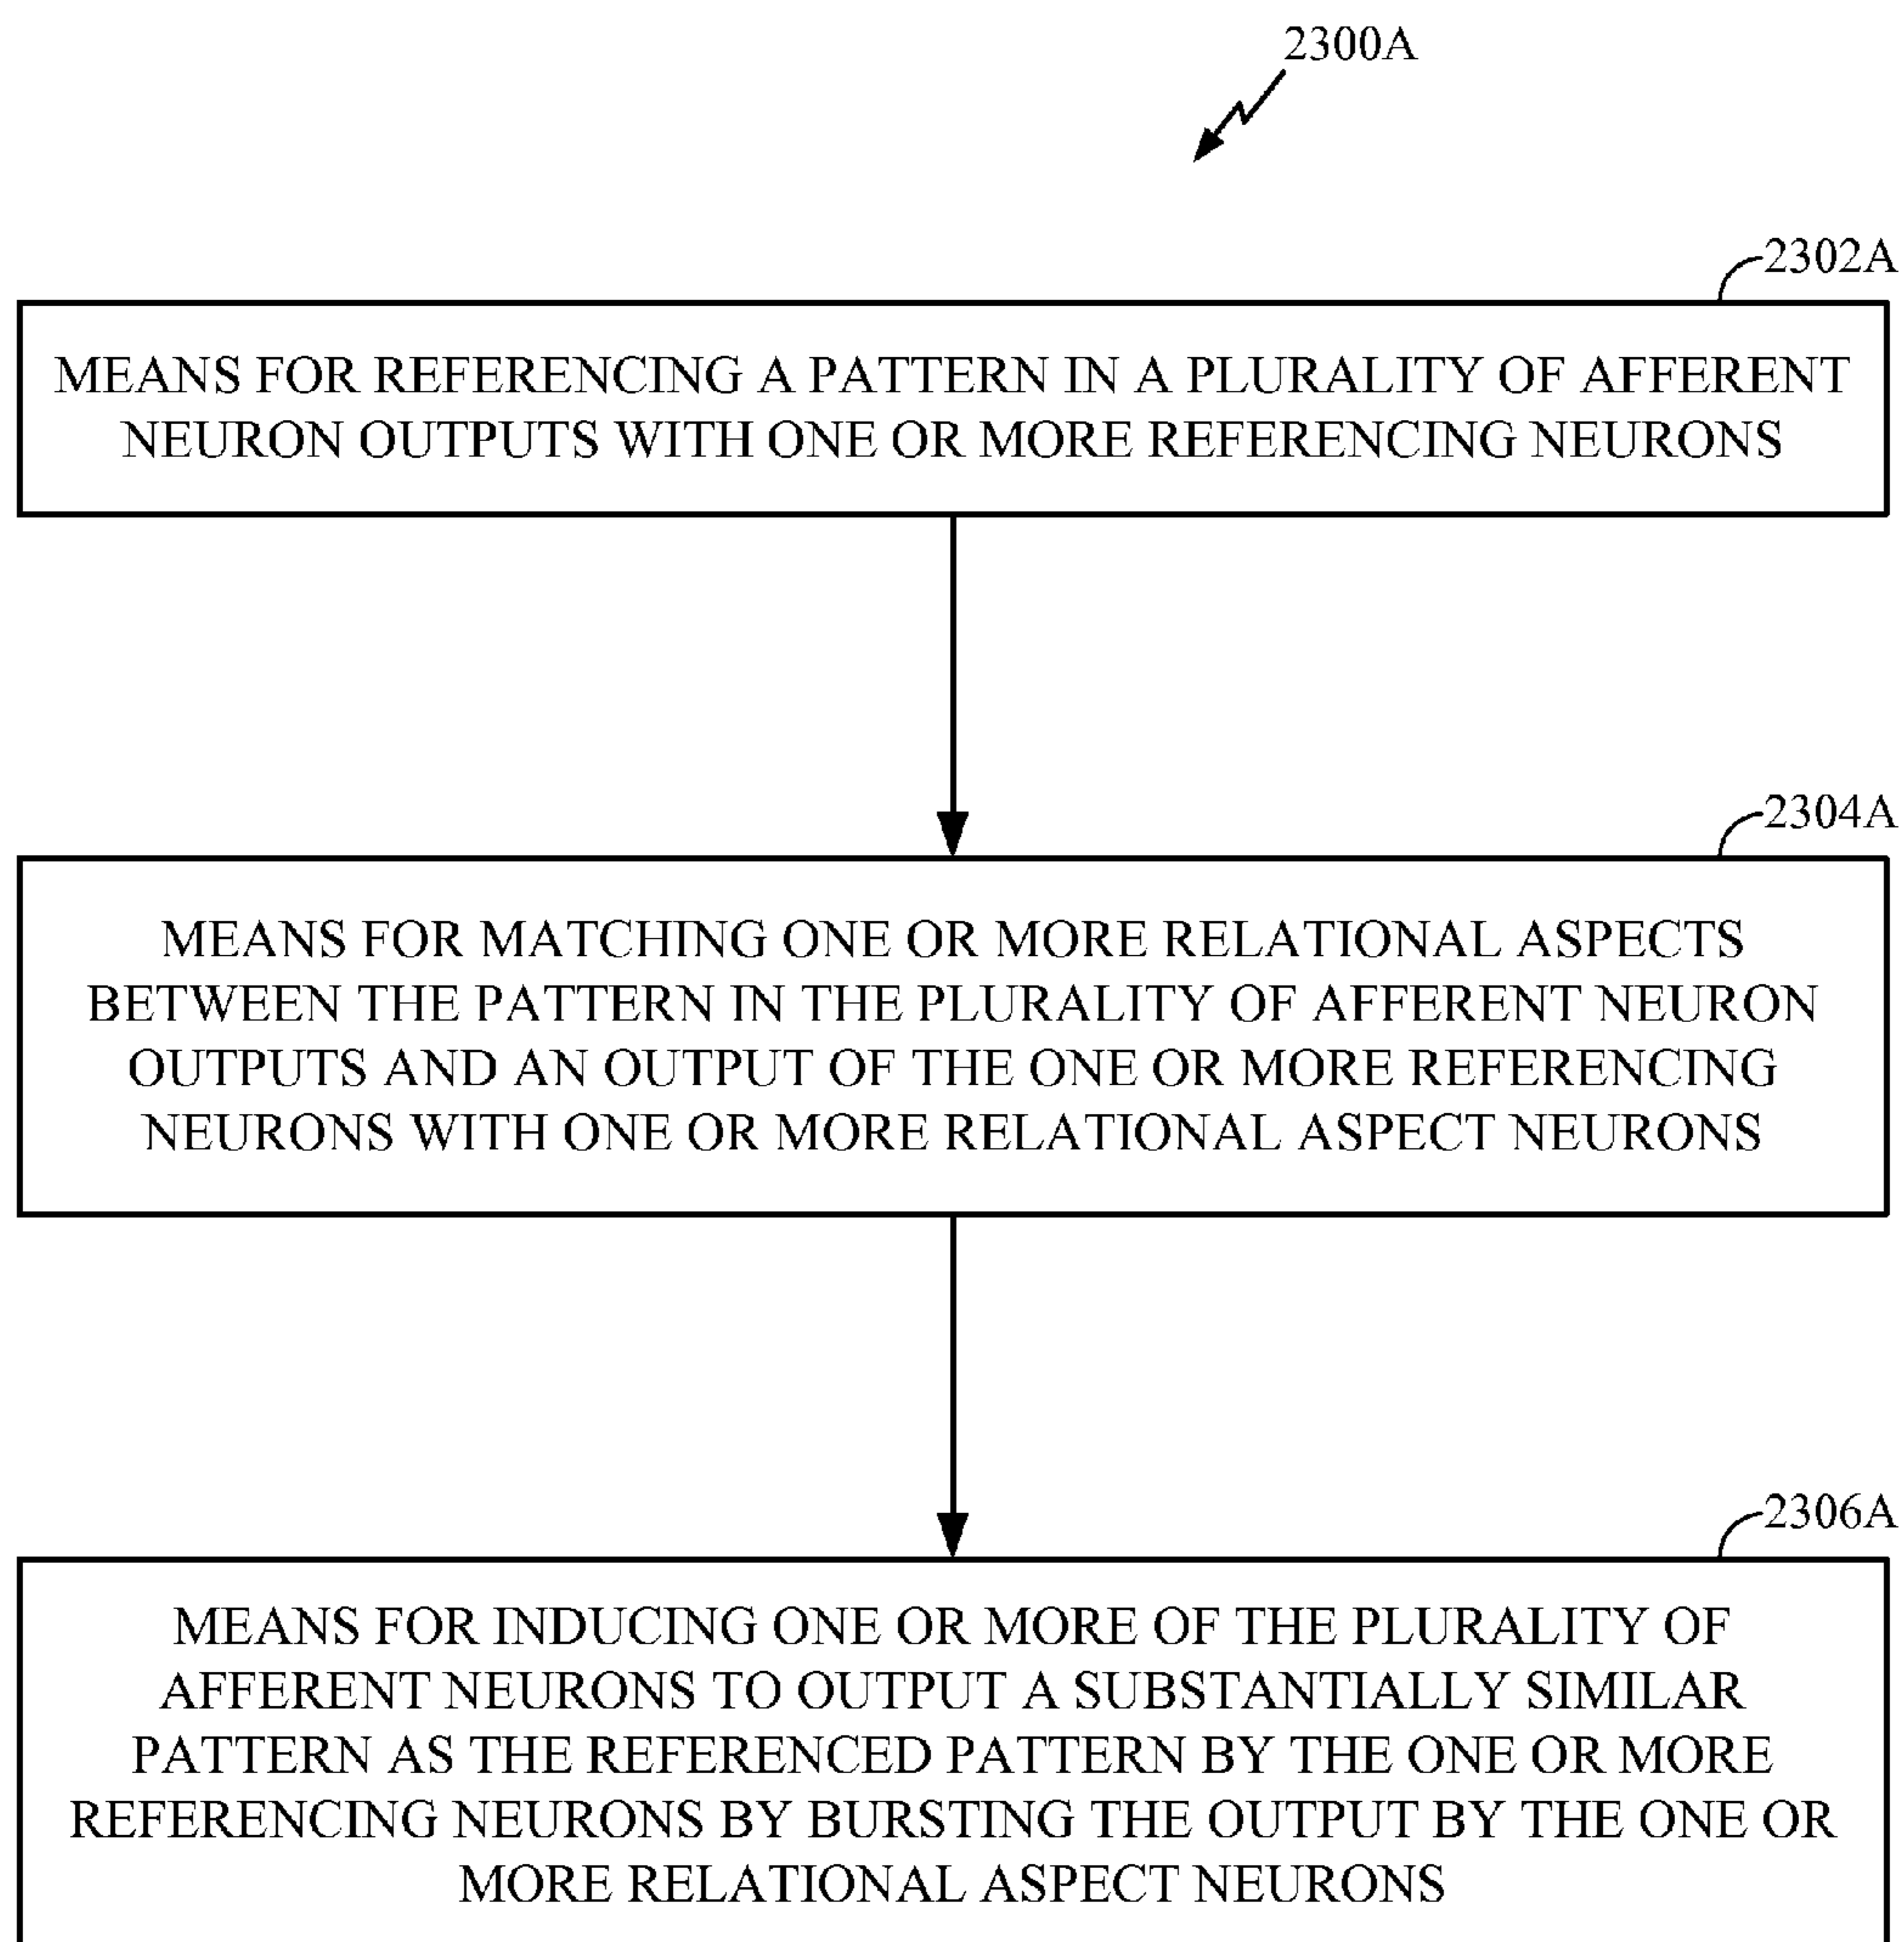 2300A
2302A
MEANS FOR REFERENCING A PATTERN IN A PLURALITY OF AFFERENT
NEURON OUTPUTS WITH ONE OR MORE REFERENCING NEURONS
2304A
MEANS FOR MATCHING ONE OR MORE RELATIONAL ASPECTS
BETWEEN THE PATTERN IN THE PLURALITY OF AFFERENT NEURON
OUTPUTS AND AN OUTPUT OF THE ONE OR MORE REFERENCING
NEURONS WITH ONE OR MORE RELATIONAL ASPECT NEURONS
2306A
MEANS FOR INDUCING ONE OR MORE OF THE PLURALITY OF
AFFERENT NEURONS TO OUTPUT A SUBSTANTIALLY SIMILAR
PATTERN AS THE REFERENCED PATTERN BY THE ONE OR MORE
REFERENCING NEURONS BY BURSTING THE OUTPUT BY THE ONE OR
MORE RELATIONAL ASPECT NEURONS